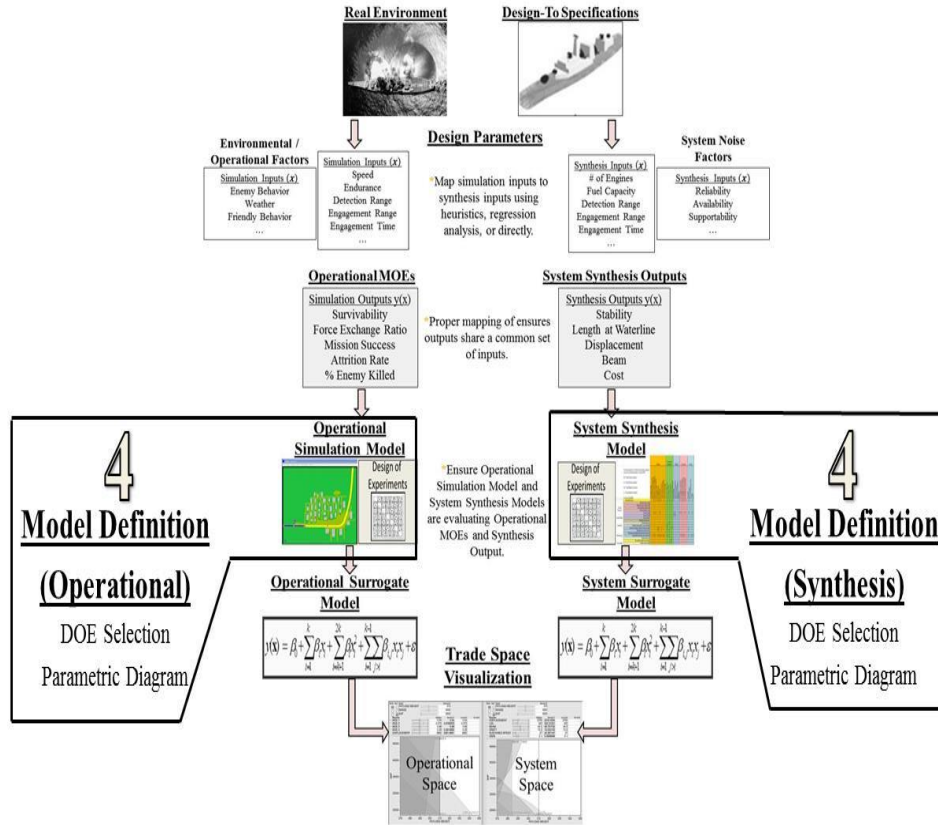 Real Environment
Design-To Specifications
Environmental /
Operational Factors
Simulation Inputs (x)
Enemy Behavior
Weather
Friendly Behavior
...
Simulation Inputs (x)
Speed
Endurance
Detection Range
Engagement Range
Engagement Time
...
Design Parameters
*Map simulation inputs to
synthesis inputs using
heuristics, regression
analysis, or directly.
Synthesis Inputs (x)
# of Engines
Fuel Capacity
Detection Range
Engagement Range
Engagement Time
...
System Noise
Factors
Synthesis Inputs (x)
Reliability
Availability
Supportability
...
Operational MOEs
Simulation Outputs y(x)
Survivability
Force Exchange Ratio
Mission Success
Attrition Rate
% Enemy Killed
*Proper mapping of ensures
outputs share a common set
of inputs.
System Synthesis Outputs
Synthesis Outputs y(x)
Stability
Length at Waterline
Displacement
Beam
Cost
4
Model Definition
(Operational)
DOE Selection
Parametric Diagram
Operational
Simulation Model
Design of
Experiments
*Ensure Operational
Simulation Model and
System Synthesis Models
are evaluating Operational
MOEs and Synthesis
Output.
System Synthesis
Model
Design of
Experiments
4
Model Definition
(Synthesis)
DOE Selection
Parametric Diagram
Operational Surrogate
Model
System Surrogate
Model
Trade Space
Visualization
Operational
Space
System
Space